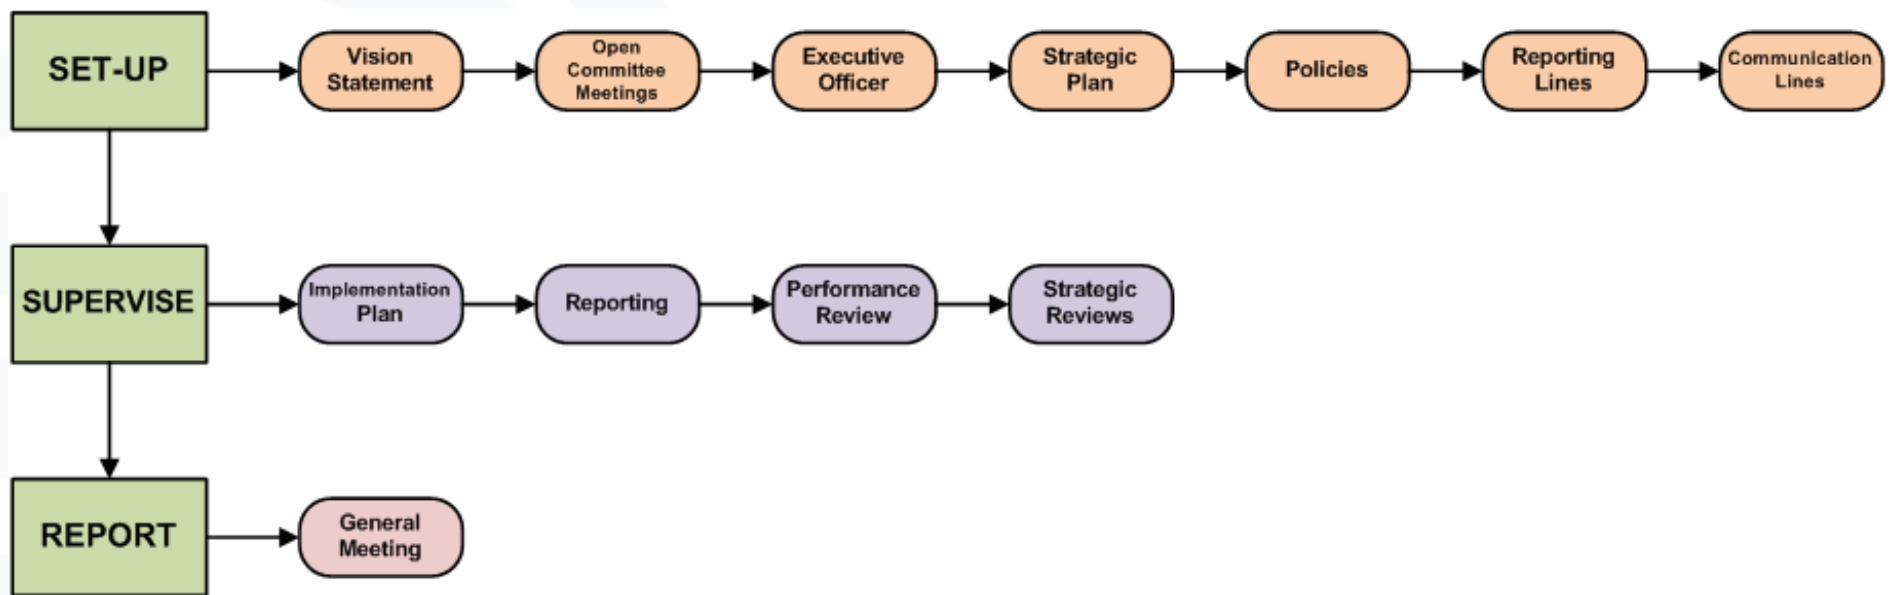 SET-UP
Vision
Statement
Open
Committee
Meetings
Executive
Officer
Strategic
Plan
Policies
Reporting
Lines
Communication
Lines
SUPERVISE
Implementation
Plan
Reporting
Performance
Review
Strategic
Reviews
REPORT
General
Meeting